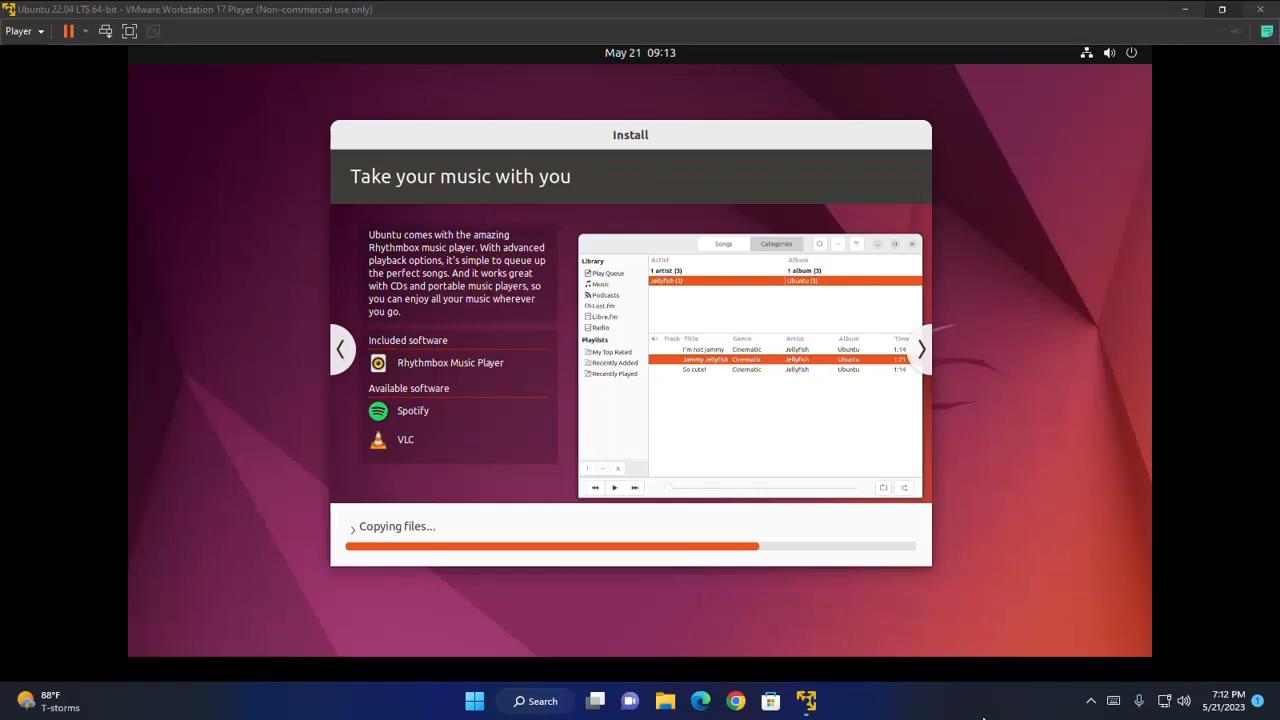 Ubuntu 22.04 LTS 64-bit - VMware Workstation 17 Player (Non-commercial use only)
Player
May 21 09:13
Install
Take your music with you
Ubuntu comes with the amazing
Rhythmbox music player. With advanced
playback options, it's simple to queue up
the perfect songs. And it works great
with CDs and portable music players, so
you can enjoy all your music wherever
you go.
Included software
Rhythmbox Music Player
Available software
Spotify
VLC
Songs Categories
Library
Play Queue
Music
Podcasts
Last.fm
Libre.fm
Radio
Playlists
My Top Rated
Recently Added
Recently Played
Artist Album
1 artist (3) 1 album (3)
Jellyfish (3) Ubuntu (3)
Track Title Genre Artist Album Time
I'm not jammy Cinematic Jellyfish Ubuntu 1:14
Jammy Jellyfish Cinematic Jellyfish Ubuntu 1:21
So cute! Cinematic Jellyfish Ubuntu 1:14
Copying files...
88°F
T-storms
Search
7:12 PM
5/21/2023
1